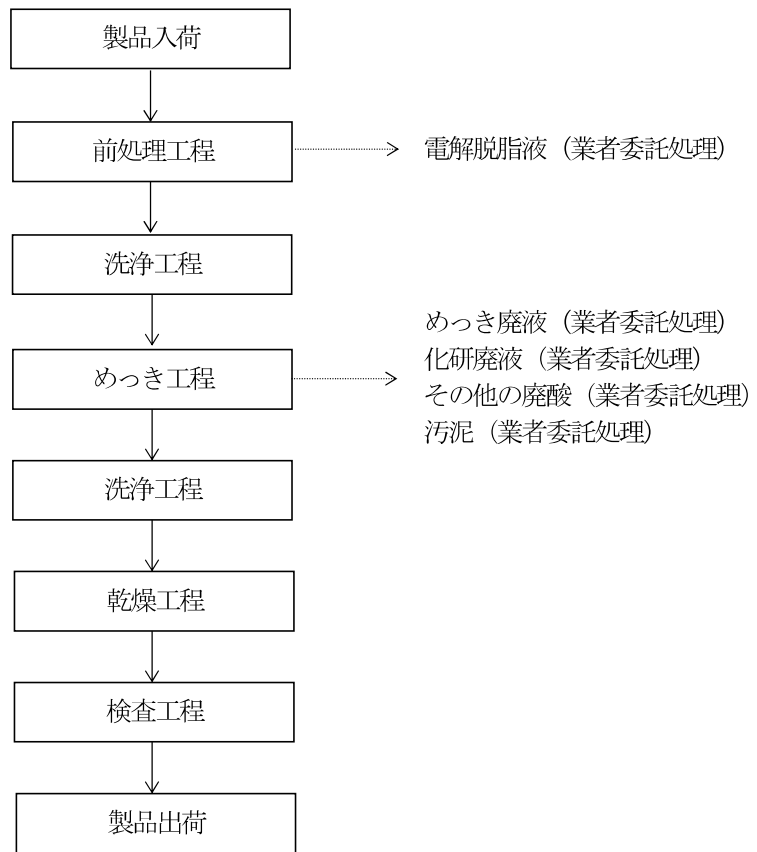 製品入荷
前処理工程
電解脱脂液（業者委託処理）
洗浄工程
めっき廃液（業者委託処理）
化研廃液（業者委託処理）
めっき工程
その他の廃酸（業者委託処理）
汚泥（業者委託処理）
洗浄工程
乾燥工程
検査工程
製品出荷